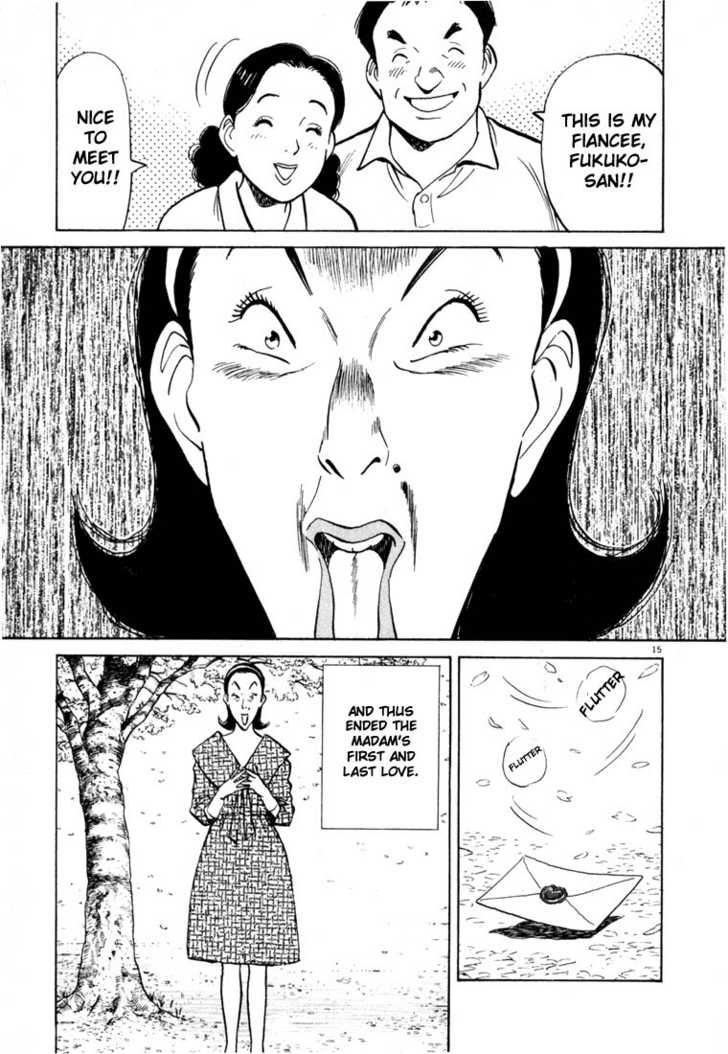 THIS IS MY
FIANCEE,
FUKUKO-
SAN!!
NICE
TO
MEET
YOU!!
15
FLUTTER
FLUTTER
AND THUS
ENDED THE
MADAM'S
FIRST AND
LAST LOVE.